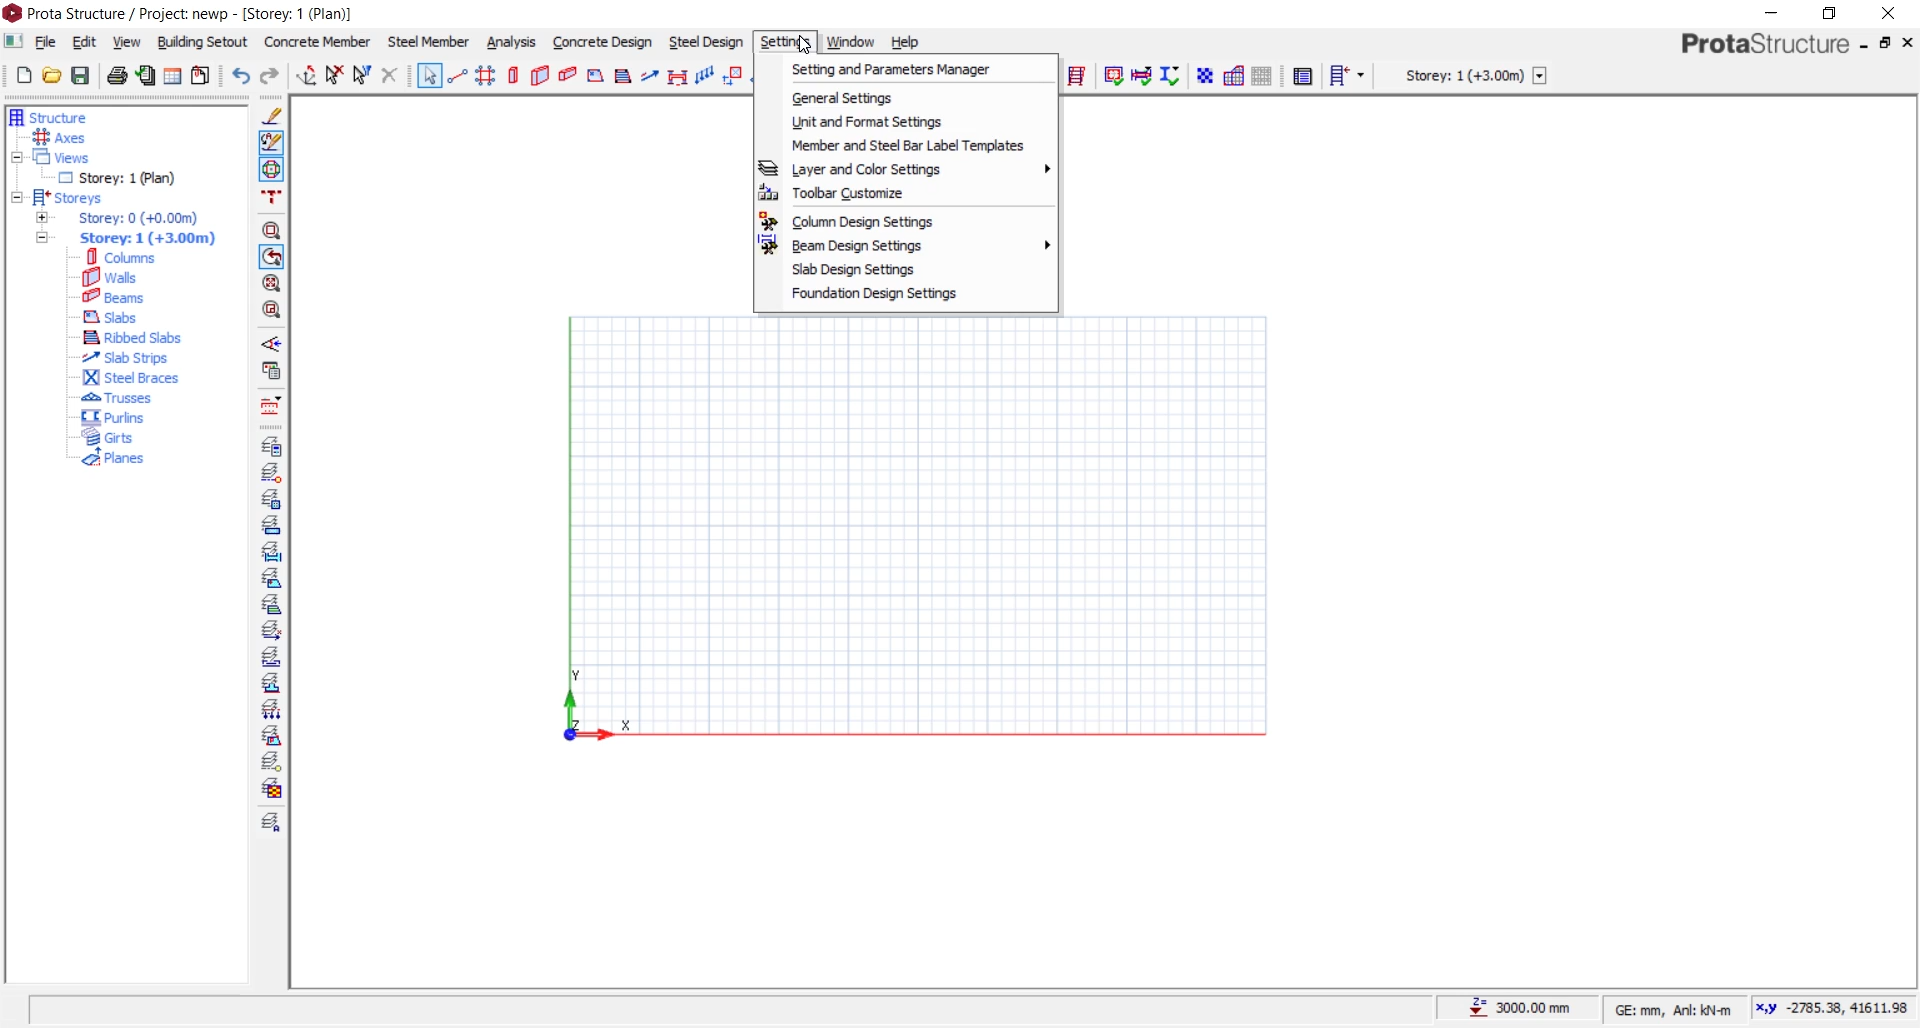 Prota Structure / Project: newp - [Storey: 1 (Plan)]
File Edit View Building Setout Concrete Member Steel Member Analysis Concrete Design Steel Design Settings Window Help
ProtaStructure
Storey: 1 (+3.00m)
Setting and Parameters Manager
General Settings
Unit and Format Settings
Member and Steel Bar Label Templates
Layer and Color Settings
Toolbar Customize
Column Design Settings
Beam Design Settings
Slab Design Settings
Foundation Design Settings
Structure
Axes
Views
Storey: 1 (Plan)
Storeys
Storey: 0 (+0.00m)
Storey: 1 (+3.00m)
Columns
Walls
Beams
Slabs
Ribbed Slabs
Slab Strips
Steel Braces
Trusses
Purlins
Girts
Planes
Y
Z
X
Z= 3000.00 mm
GE: mm, Anl: kN-m
x,y -2785.38, 41611.98